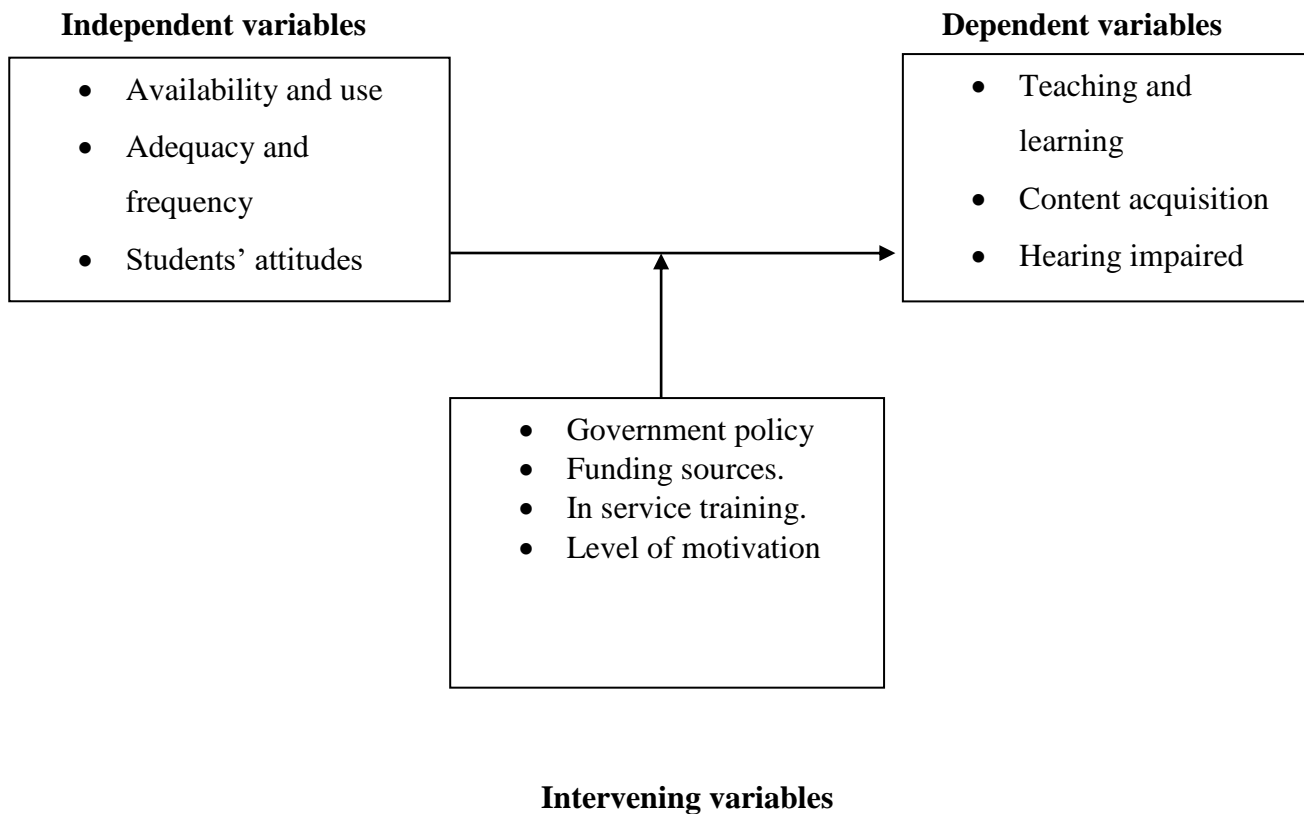 Independent variables
• Availability and use
• Adequacy and
frequency
• Students’ attitudes
Dependent variables
• Teaching and
learning
• Content acquisition
• Hearing impaired
• Government policy
• Funding sources.
• In service training.
• Level of motivation
Intervening variables